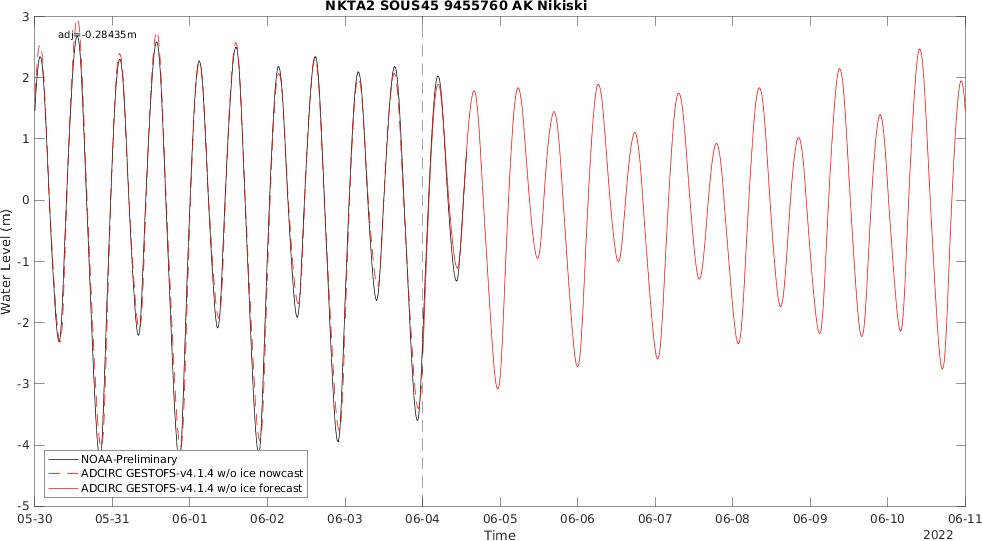 NKTA2 SOUS45 9455760 AK Nikiski
adj=-0.28435m
3
2
1
0
-1
-2
-3
-4
-5
Water Level (m)
NOAA-Preliminary
ADCIRC GESTOFS-v4.1.4 w/o ice nowcast
ADCIRC GESTOFS-v4.1.4 w/o ice forecast
05-30 05-31 06-01 06-02 06-03 06-04 06-05 06-06 06-07 06-08 06-09 06-10 06-11
Time
2022